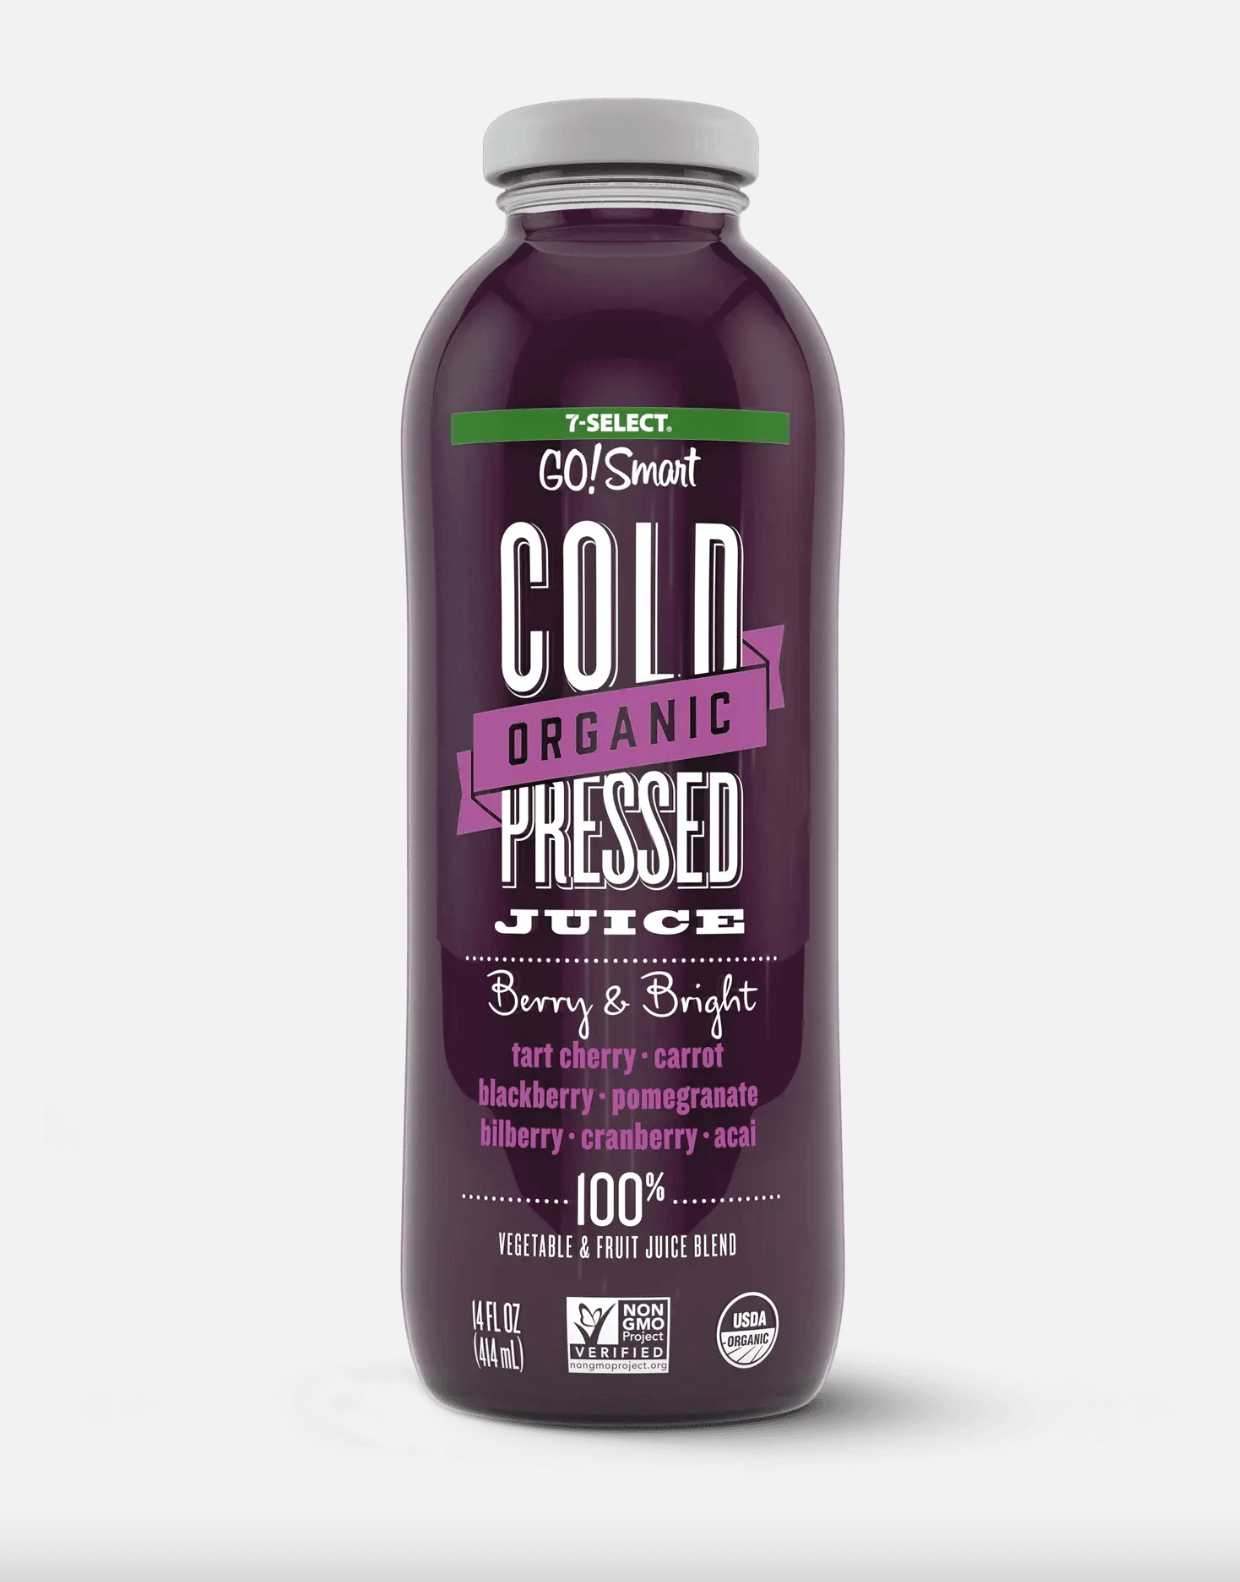 7-SELECT®
GO! Smart
COLD
ORGANIC
PRESSED
JUICE
Berry & Bright
tart cherry · carrot
blackberry · pomegranate
bilberry · cranberry · acai
100%
VEGETABLE & FRUIT JUICE BLEND
14 FL OZ
(414 mL)
NON
GMO
Project
VERIFIED
nongmoproject.org
USDA
ORGANIC